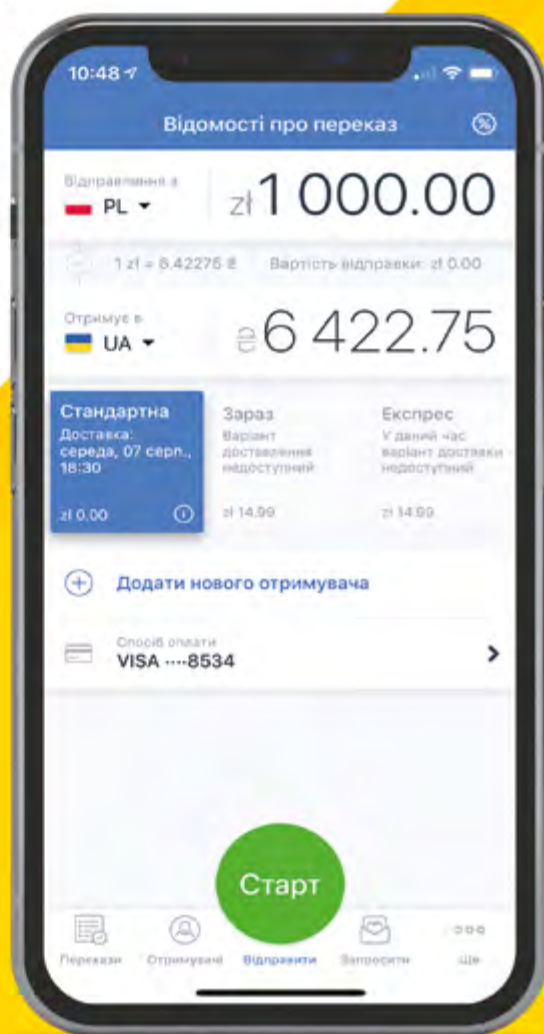 10:48
Відомості про переказ
Відправлення з
PL
zł 1 000.00
1 zł = 6.42275 ₴
Вартість відправки: zł 0.00
Отримує в
UA
₴ 6 422.75
Стандартна
Доставка:
середа, 07 серп.,
18:30
zł 0.00
Зараз
Варіант
доставлення
недоступний
zł 14.99
Експрес
У даний час
варіант доставки
недоступний
zł 14.99
Додати нового отримувача
Спосіб оплати
VISA ····8534
Старт
Перекази
Отримувачі
Відправити
Запросити
Ще